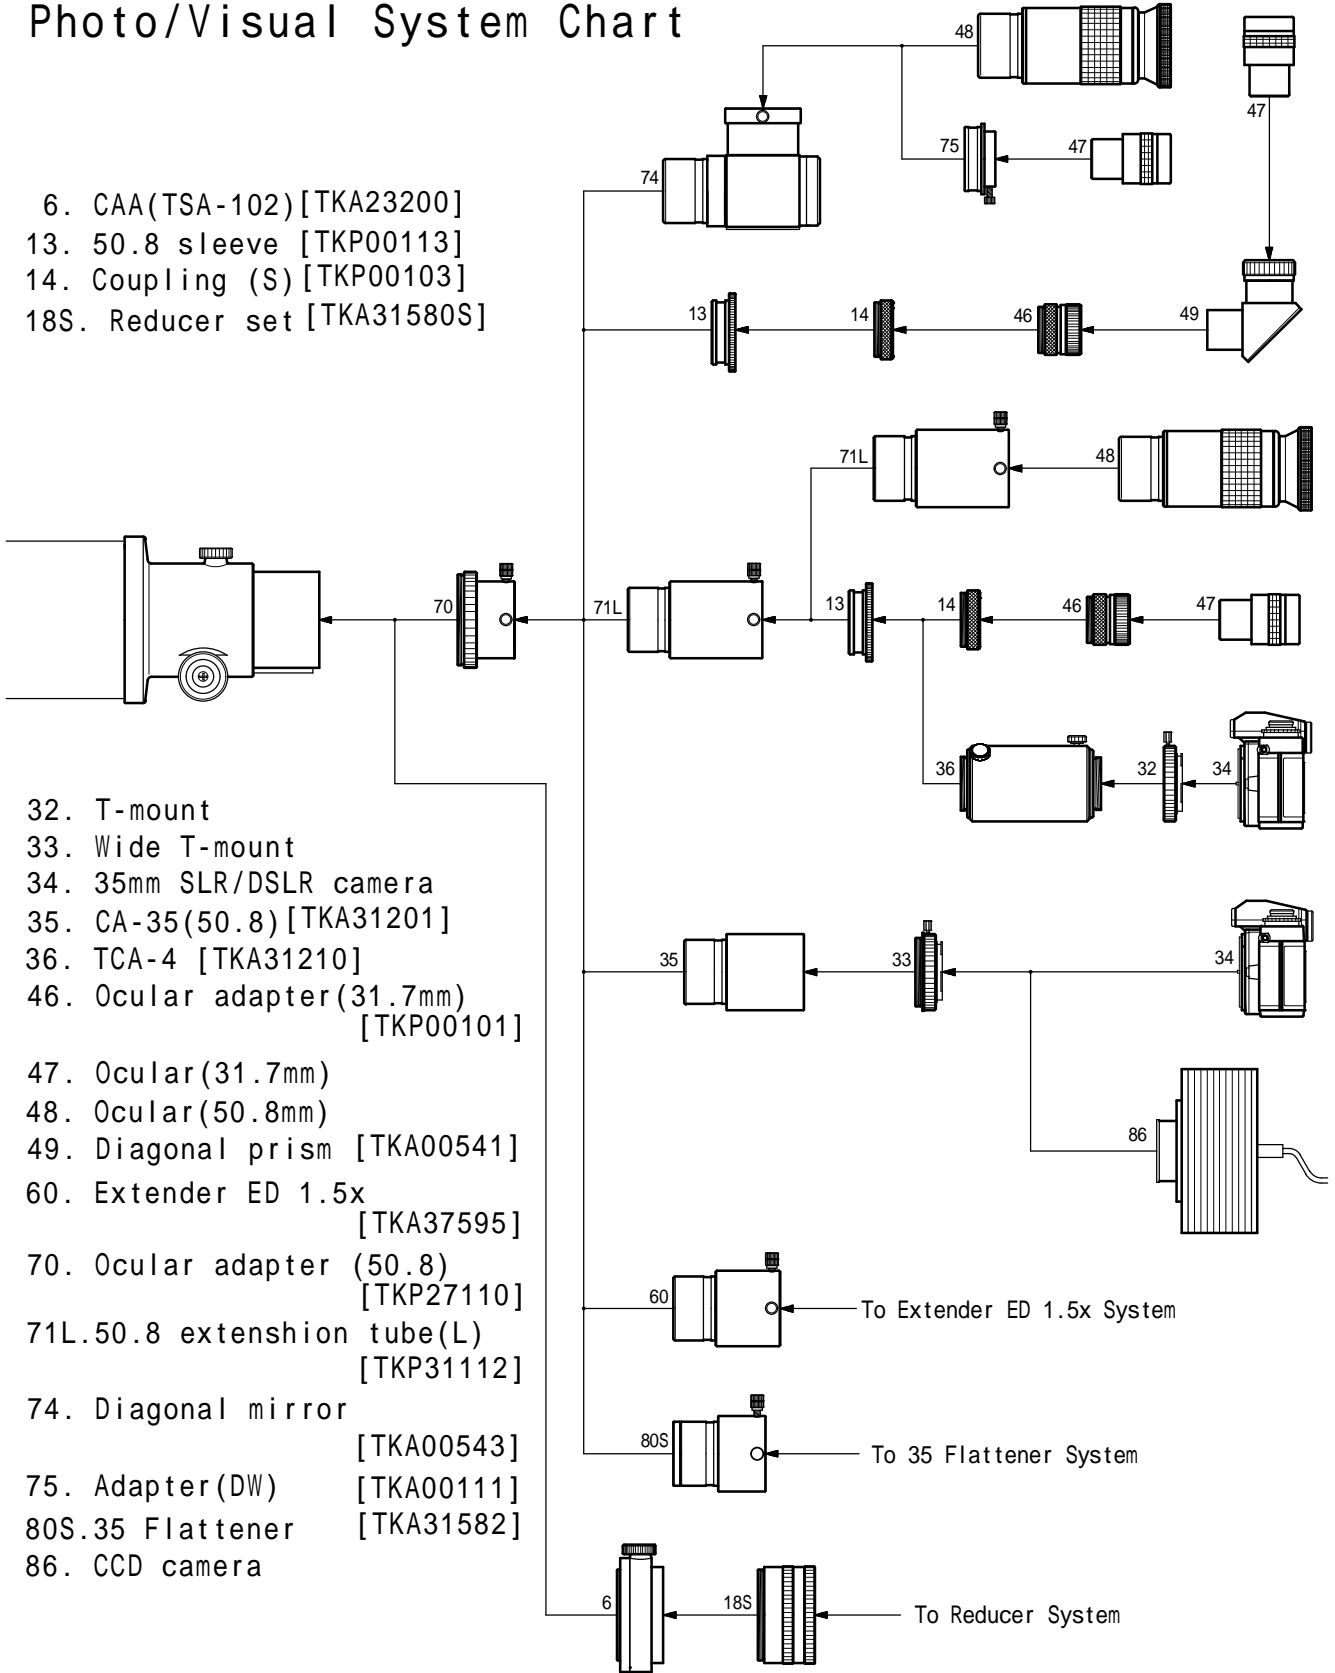 Photo/Visual System Chart
48
47
75
47
74
6. CAA(TSA-102)[TKA23200]
13. 50.8 sleeve [TKP00113]
14. Coupling (S)[TKP00103]
18S. Reducer set [TKA31580S]
13
14
46
49
71L
48
70
71L
13
14
46
47
36
32
34
32. T-mount
33. Wide T-mount
34. 35mm SLR/DSLR camera
35. CA-35(50.8)[TKA31201]
36. TCA-4 [TKA31210]
46. Ocular adapter(31.7mm)
[TKP00101]
47. Ocular(31.7mm)
48. Ocular(50.8mm)
49. Diagonal prism [TKA00541]
60. Extender ED 1.5x
[TKA37595]
70. Ocular adapter (50.8)
[TKP27110]
71L.50.8 extenshion tube(L)
[TKP31112]
74. Diagonal mirror
[TKA00543]
75. Adapter(DW) [TKA00111]
80S.35 Flattener [TKA31582]
86. CCD camera
35
33
34
86
60
To Extender ED 1.5x System
80S
To 35 Flattener System
6
18S
To Reducer System